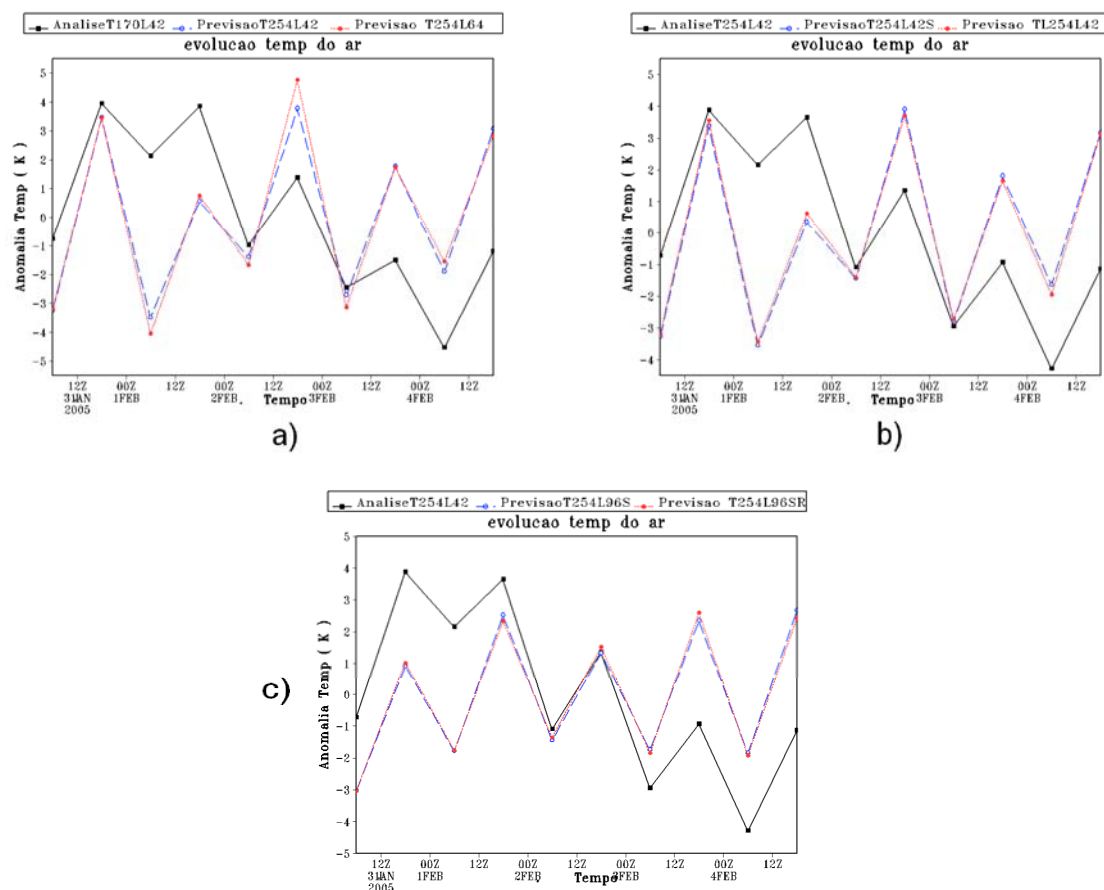 AnaliseT170L42 PrevisaoT254L42 Previsao T254L64
evolucao temp do ar
Anomalia Temp ( K )
5
4
3
2
1
0
-1
-2
-3
-4
-5
12Z 00Z 12Z 00Z 12Z 00Z 12Z 00Z 12Z
31JAN 1FEB 2FEB. 3FEB 4FEB
2005
Tempo
a)
AnaliseT254L42 PrevisaoT254L42S Previsao TL254L42
evolucao temp do ar
Anomalia Temp ( K )
5
4
3
2
1
0
-1
-2
-3
-4
12Z 00Z 12Z 00Z 12Z 00Z 12Z 00Z 12Z
31JAN 1FEB 2FEB. 3FEB 4FEB
2005
Tempo
b)
AnaliseT254L42 PrevisaoT254L96S Previsao T254L96SR
evolucao temp do ar
c)
Anomalia Temp ( K )
5
4
3
2
1
0
-1
-2
-3
-4
-5
12Z 00Z 12Z 00Z 12Z 00Z 12Z 00Z 12Z
31JAN 1FEB 2FEB. 3FEB 4FEB
2005
Tempo